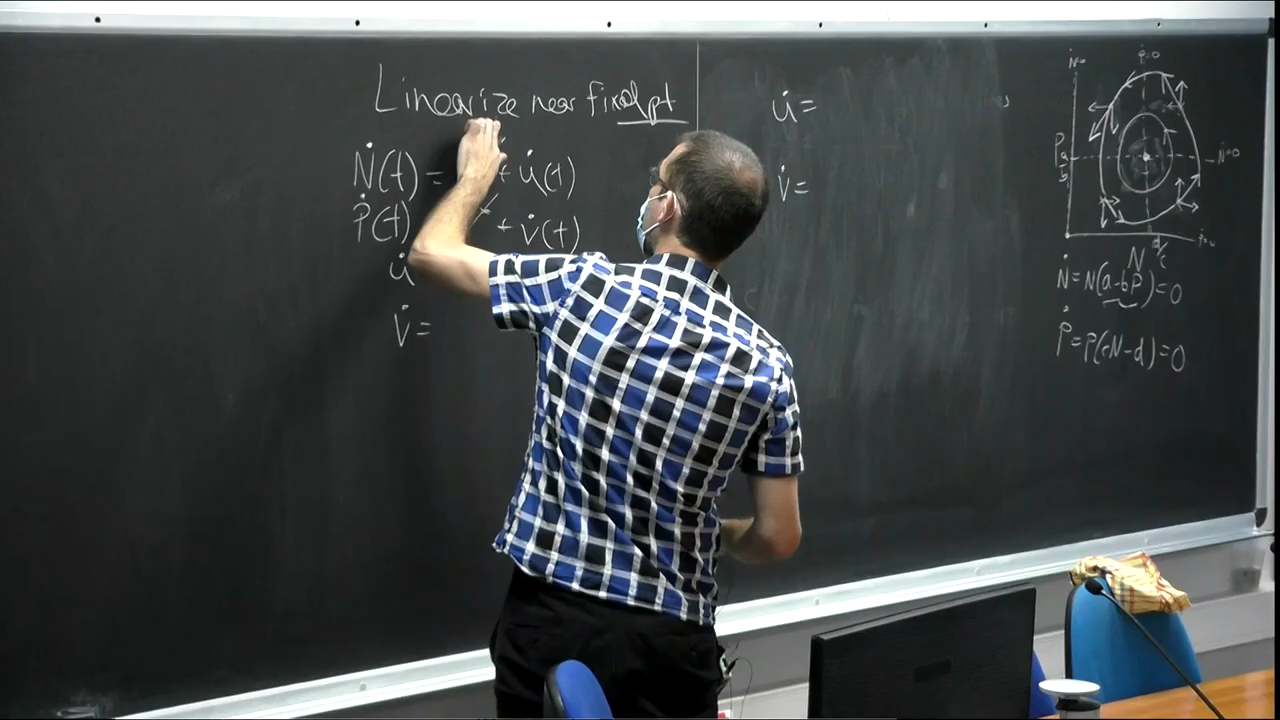 Linearize near fixed pt
Ṅ(t) = + u̇(t)
Ṗ(t) + v̇(t)
u̇
v̇ =
u̇ =
v̇ =
Ṅ=0
Ṗ=0
Ṅ=0
N d/c
Ṅ = N(a-bP) = 0
Ṗ = P(cN-d) = 0